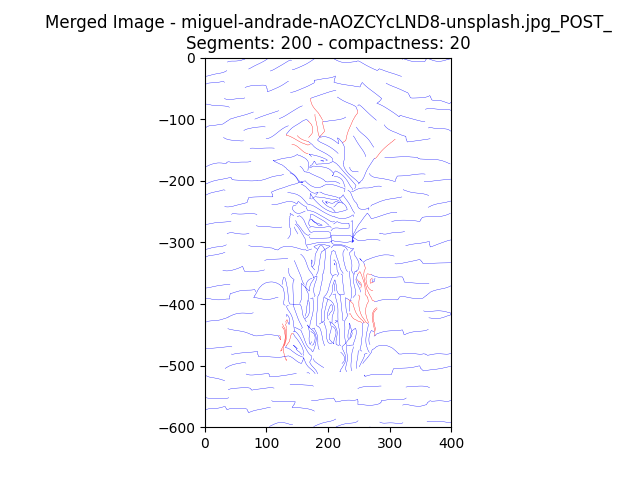 Merged Image - miguel-andrade-nAOZCYcLND8-unsplash.jpg_POST_
Segments: 200 - compactness: 20
0
−100
−200
−300
−400
−500
−600
0 100 200 300 400